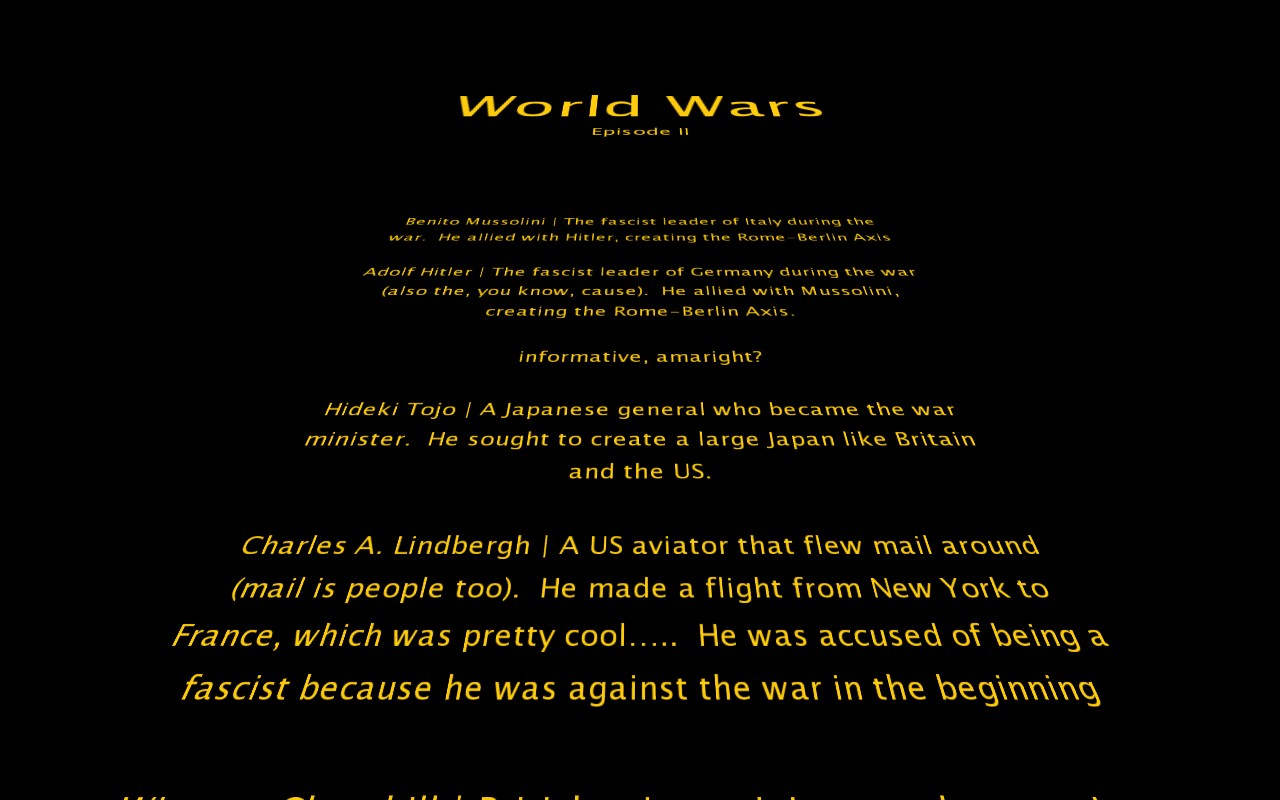 World Wars
Episode II
Benito Mussolini | The fascist leader of Italy during the
war.  He allied with Hitler, creating the Rome-Berlin Axis
Adolf Hitler | The fascist leader of Germany during the war
(also the, you know, cause).  He allied with Mussolini,
creating the Rome-Berlin Axis.
informative, amaright?
Hideki Tojo | A Japanese general who became the war
minister.  He sought to create a large Japan like Britain
and the US.
Charles A. Lindbergh | A US aviator that flew mail around
(mail is people too).  He made a flight from New York to
France, which was pretty cool.....  He was accused of being a
fascist because he was against the war in the beginning